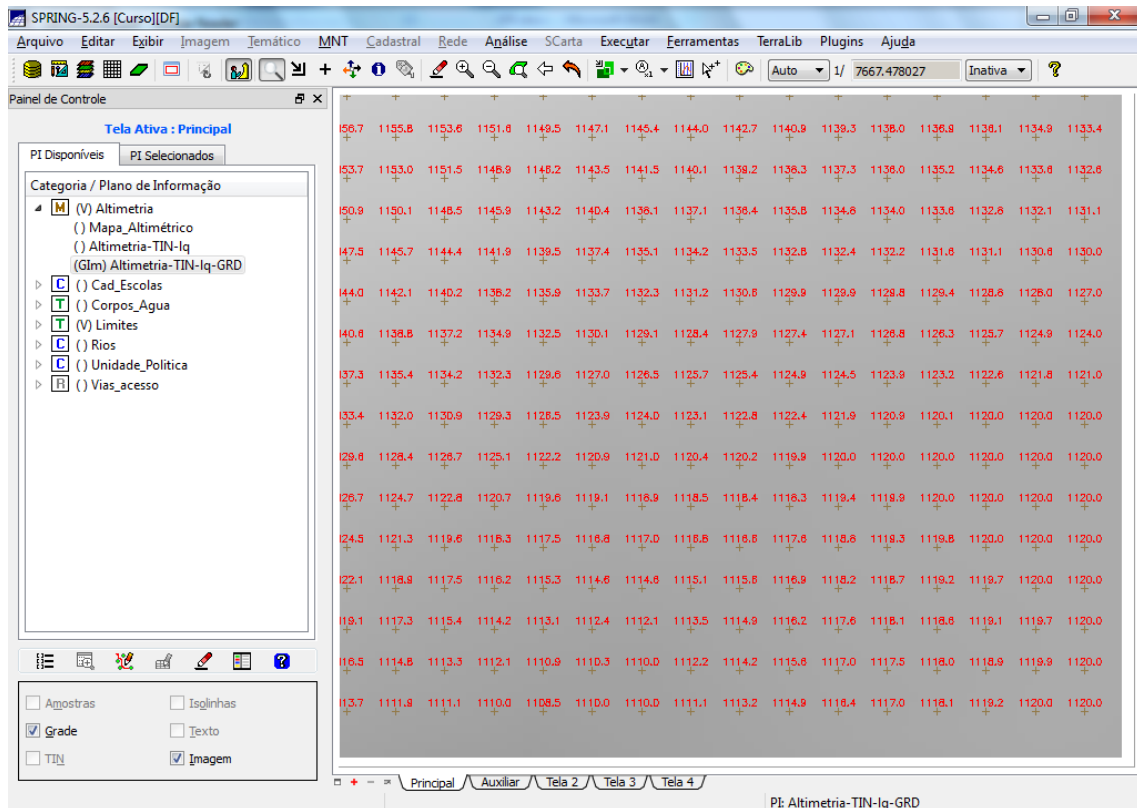 SPRING-5.2.6 [Curso][DF]
Arquivo Editar Exibir Imagem Temático MNT Cadastral Rede Análise SCarta Executar Ferramentas TerraLib Plugins Ajuda
Auto 1/ 7667.478027 Inativa
Painel de Controle
Tela Ativa : Principal
PI Disponíveis PI Selecionados
Categoria / Plano de Informação
M (V) Altimetria
( ) Mapa_Altimétrico
( ) Altimetria-TIN-lq
(GIm) Altimetria-TIN-lq-GRD
C ( ) Cad_Escolas
T ( ) Corpos_Agua
T (V) Limites
C ( ) Rios
C ( ) Unidade_Politica
R ( ) Vias_acesso
Amostras Isolinhas
Grade Texto
TIN Imagem
1155.8 1153.6 1151.6 1149.5 1147.1 1145.4 1144.0 1142.7 1140.9 1139.3 1138.0 1136.9 1136.1 1134.9 1133.4
1153.0 1151.5 1148.9 1146.2 1143.5 1141.5 1140.1 1139.2 1138.3 1137.3 1136.0 1135.2 1134.6 1133.6 1132.6
1150.1 1148.5 1145.9 1143.2 1140.4 1138.1 1137.1 1136.4 1135.8 1134.6 1134.0 1133.6 1132.8 1132.1 1131.1
1145.7 1144.4 1141.9 1139.5 1137.4 1135.1 1134.2 1133.5 1132.8 1132.4 1132.2 1131.6 1131.1 1130.6 1130.0
1142.1 1140.2 1138.2 1135.9 1133.7 1132.3 1131.2 1130.6 1129.9 1129.9 1129.8 1129.4 1128.6 1128.0 1127.0
1138.8 1137.2 1134.9 1132.5 1130.1 1129.1 1128.4 1127.9 1127.4 1127.1 1126.8 1126.3 1125.7 1124.9 1124.0
1135.4 1134.2 1132.3 1129.6 1127.0 1126.5 1125.7 1125.4 1124.9 1124.5 1123.9 1123.2 1122.6 1121.8 1121.0
1132.0 1130.9 1129.3 1126.5 1123.9 1124.0 1123.1 1122.8 1122.4 1121.9 1120.9 1120.1 1120.0 1120.0 1120.0
1128.4 1126.7 1125.1 1122.2 1120.9 1121.0 1120.4 1120.2 1119.9 1120.0 1120.0 1120.0 1120.0 1120.0 1120.0
1124.7 1122.8 1120.7 1119.6 1119.1 1118.9 1118.5 1118.4 1118.3 1119.4 1119.9 1120.0 1120.0 1120.0 1120.0
1121.3 1119.6 1118.3 1117.5 1116.8 1117.0 1116.8 1116.6 1117.6 1118.6 1119.3 1119.8 1120.0 1120.0 1120.0
1118.9 1117.5 1116.2 1115.3 1114.6 1114.6 1115.1 1115.6 1116.9 1118.2 1118.7 1119.2 1119.7 1120.0 1120.0
1117.3 1115.4 1114.2 1113.1 1112.4 1112.1 1113.5 1114.9 1116.2 1117.6 1118.1 1118.6 1119.1 1119.7 1120.0
1114.8 1113.3 1112.1 1110.9 1110.3 1110.0 1112.2 1114.2 1115.6 1117.0 1117.5 1118.0 1118.9 1119.9 1120.0
1111.9 1111.1 1110.0 1108.5 1110.0 1110.0 1111.1 1113.2 1114.9 1116.4 1117.0 1118.1 1119.2 1120.0 1120.0
Principal Auxiliar Tela 2 Tela 3 Tela 4
PI: Altimetria-TIN-lq-GRD